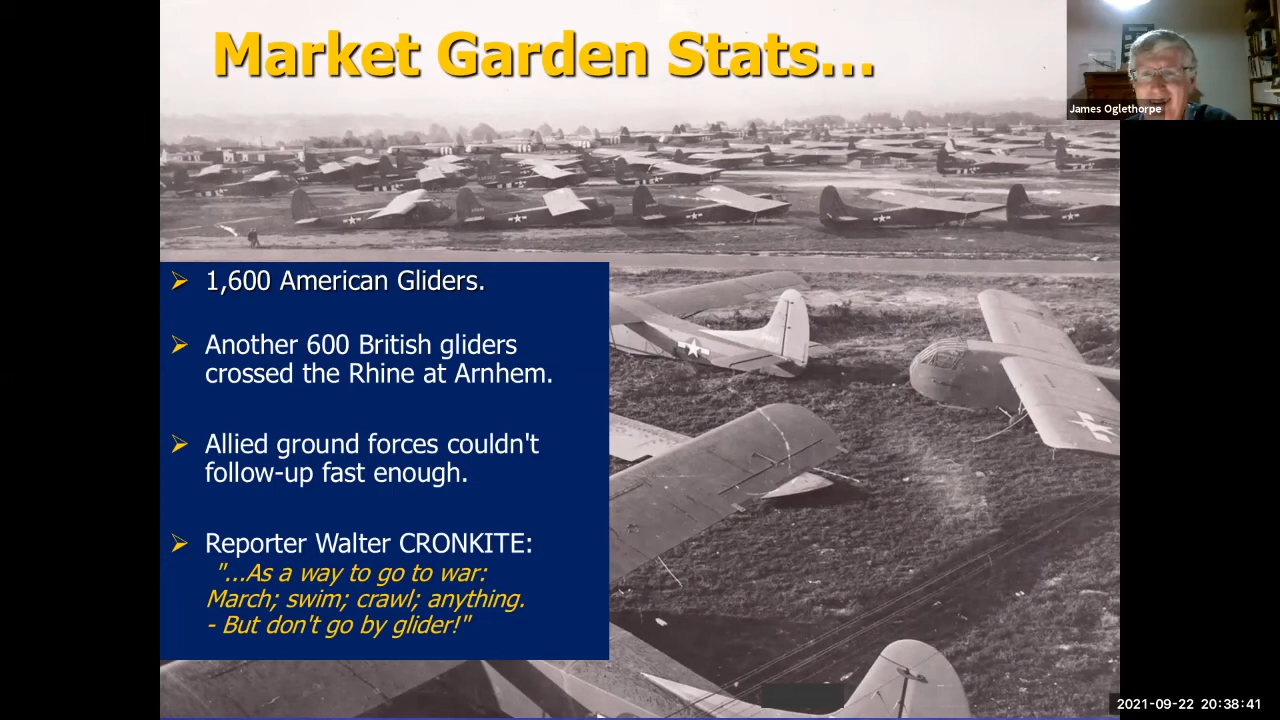 Market Garden Stats...
James Oglethorpe
1,600 American Gliders.
Another 600 British gliders
crossed the Rhine at Arnhem.
Allied ground forces couldn't
follow-up fast enough.
Reporter Walter CRONKITE:
"...As a way to go to war:
March; swim; crawl; anything.
- But don't go by glider!"
2021-09-22 20:38:41